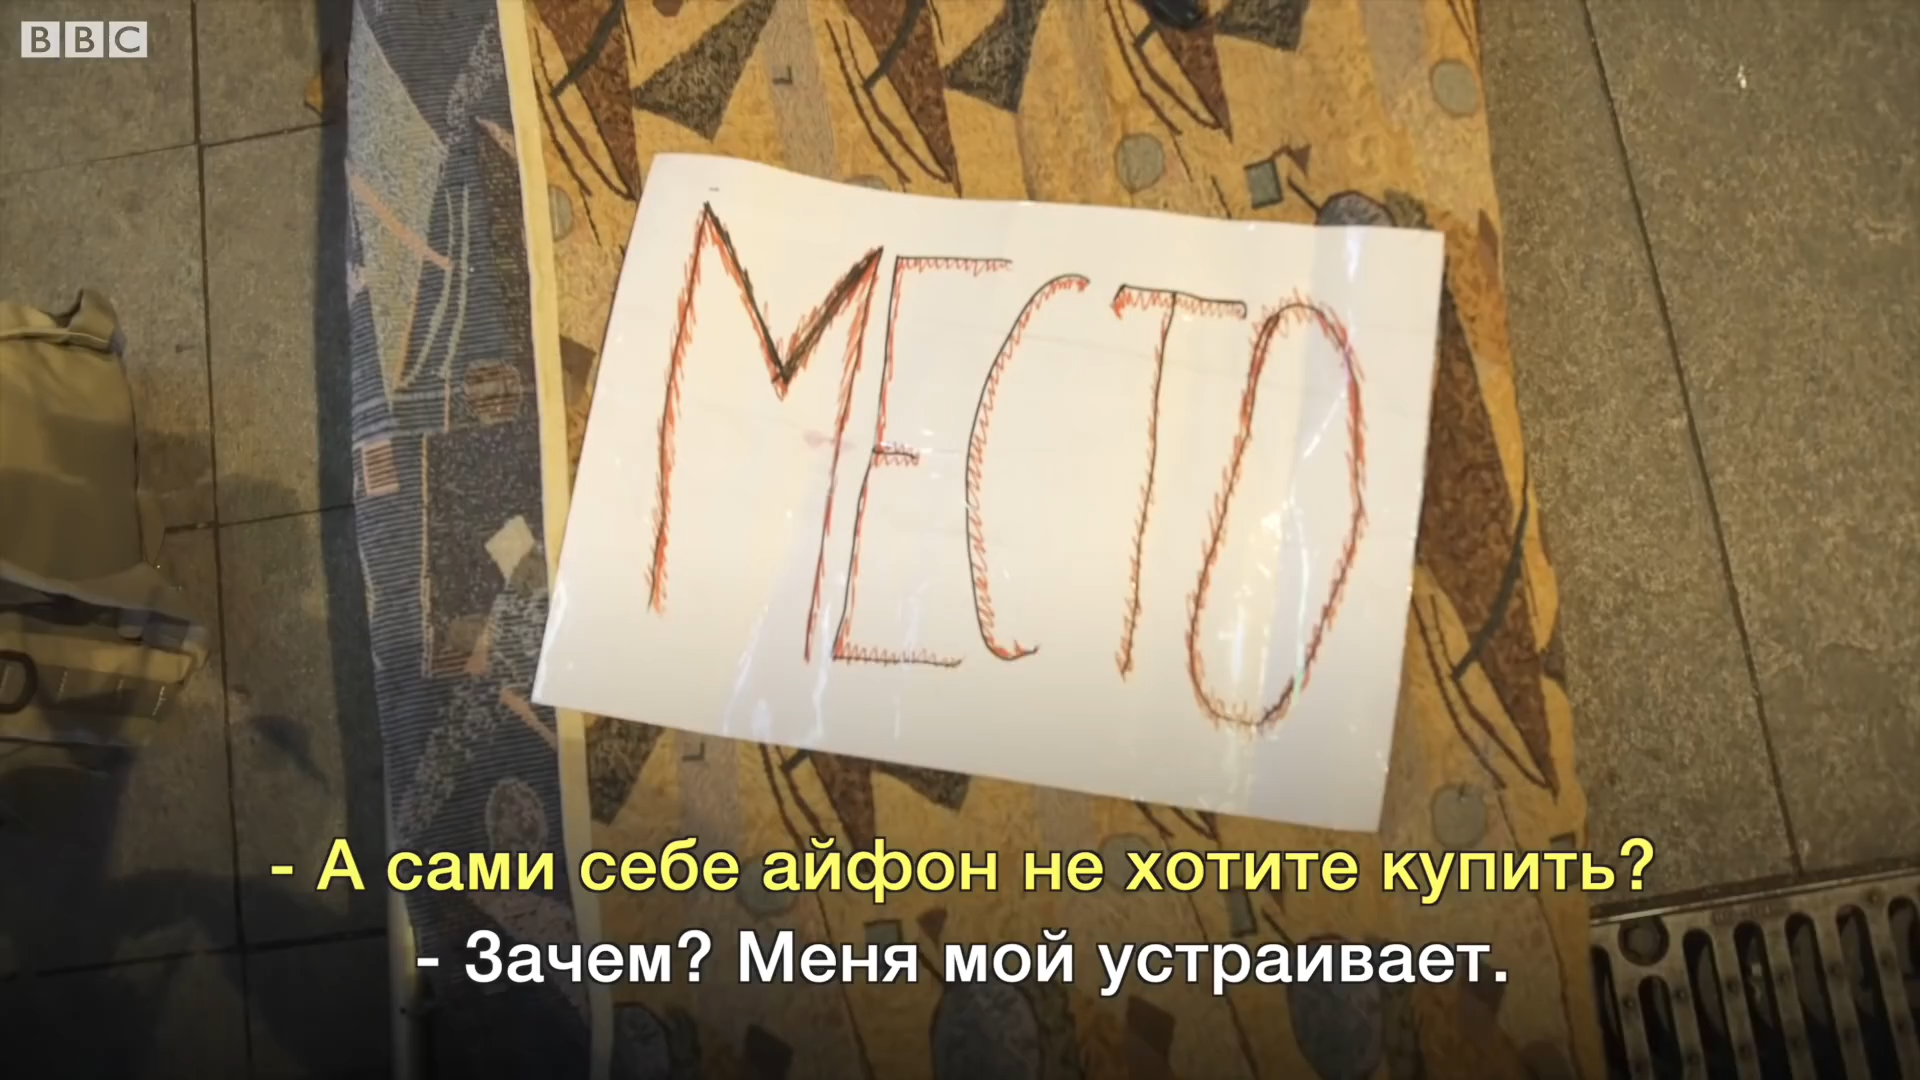 BBC
МЕСТО
- А сами себе айфон не хотите купить?
- Зачем? Меня мой устраивает.